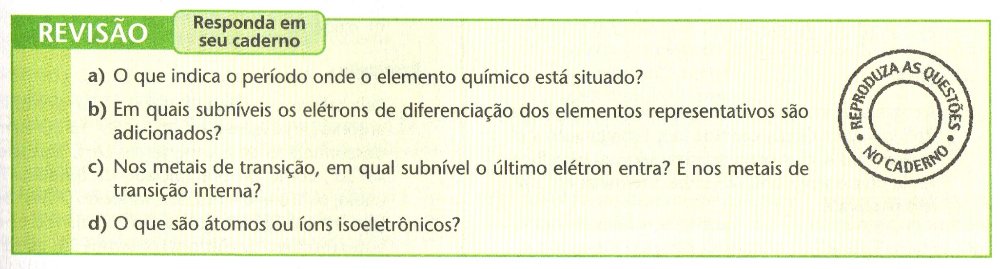 REVISÃO
Responda em
seu caderno
a) O que indica o período onde o elemento químico está situado?
b) Em quais subníveis os elétrons de diferenciação dos elementos representativos são
adicionados?
c) Nos metais de transição, em qual subnível o último elétron entra? E nos metais de
transição interna?
d) O que são átomos ou íons isoeletrônicos?
• REPRODUZA AS QUESTÕES •
NO CADERNO